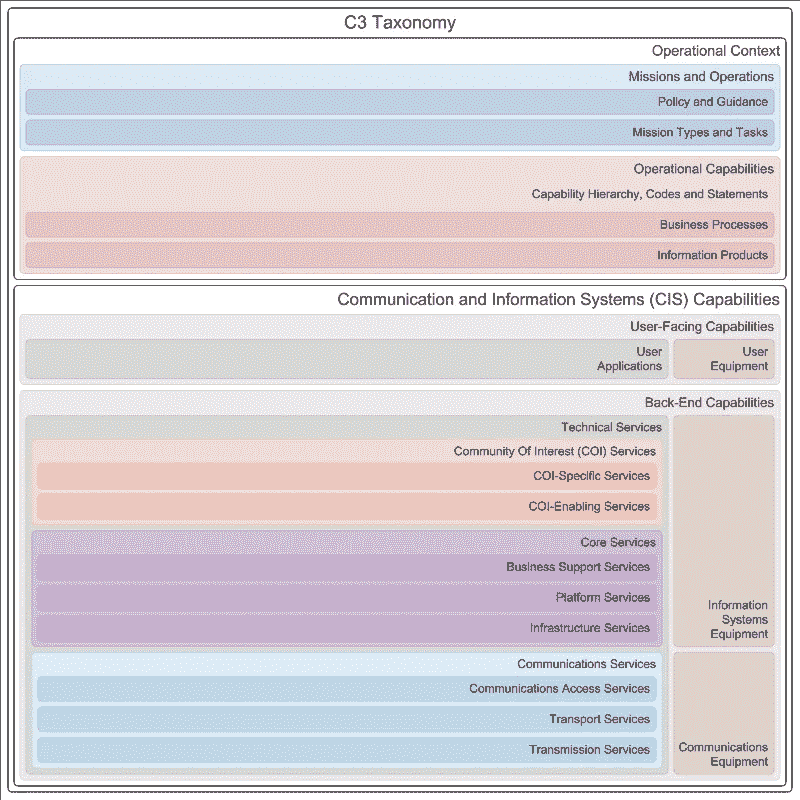 C3 Taxonomy
Operational Context
Missions and Operations
Policy and Guidance
Mission Types and Tasks
Operational Capabilities
Capability Hierarchy, Codes and Statements
Business Processes
Information Products
Communication and Information Systems (CIS) Capabilities
User-Facing Capabilities
User
Applications
User
Equipment
Back-End Capabilities
Technical Services
Community Of Interest (COI) Services
COI-Specific Services
COI-Enabling Services
Core Services
Business Support Services
Platform Services
Infrastructure Services
Information
Systems
Equipment
Communications Services
Communications Access Services
Transport Services
Transmission Services
Communications
Equipment